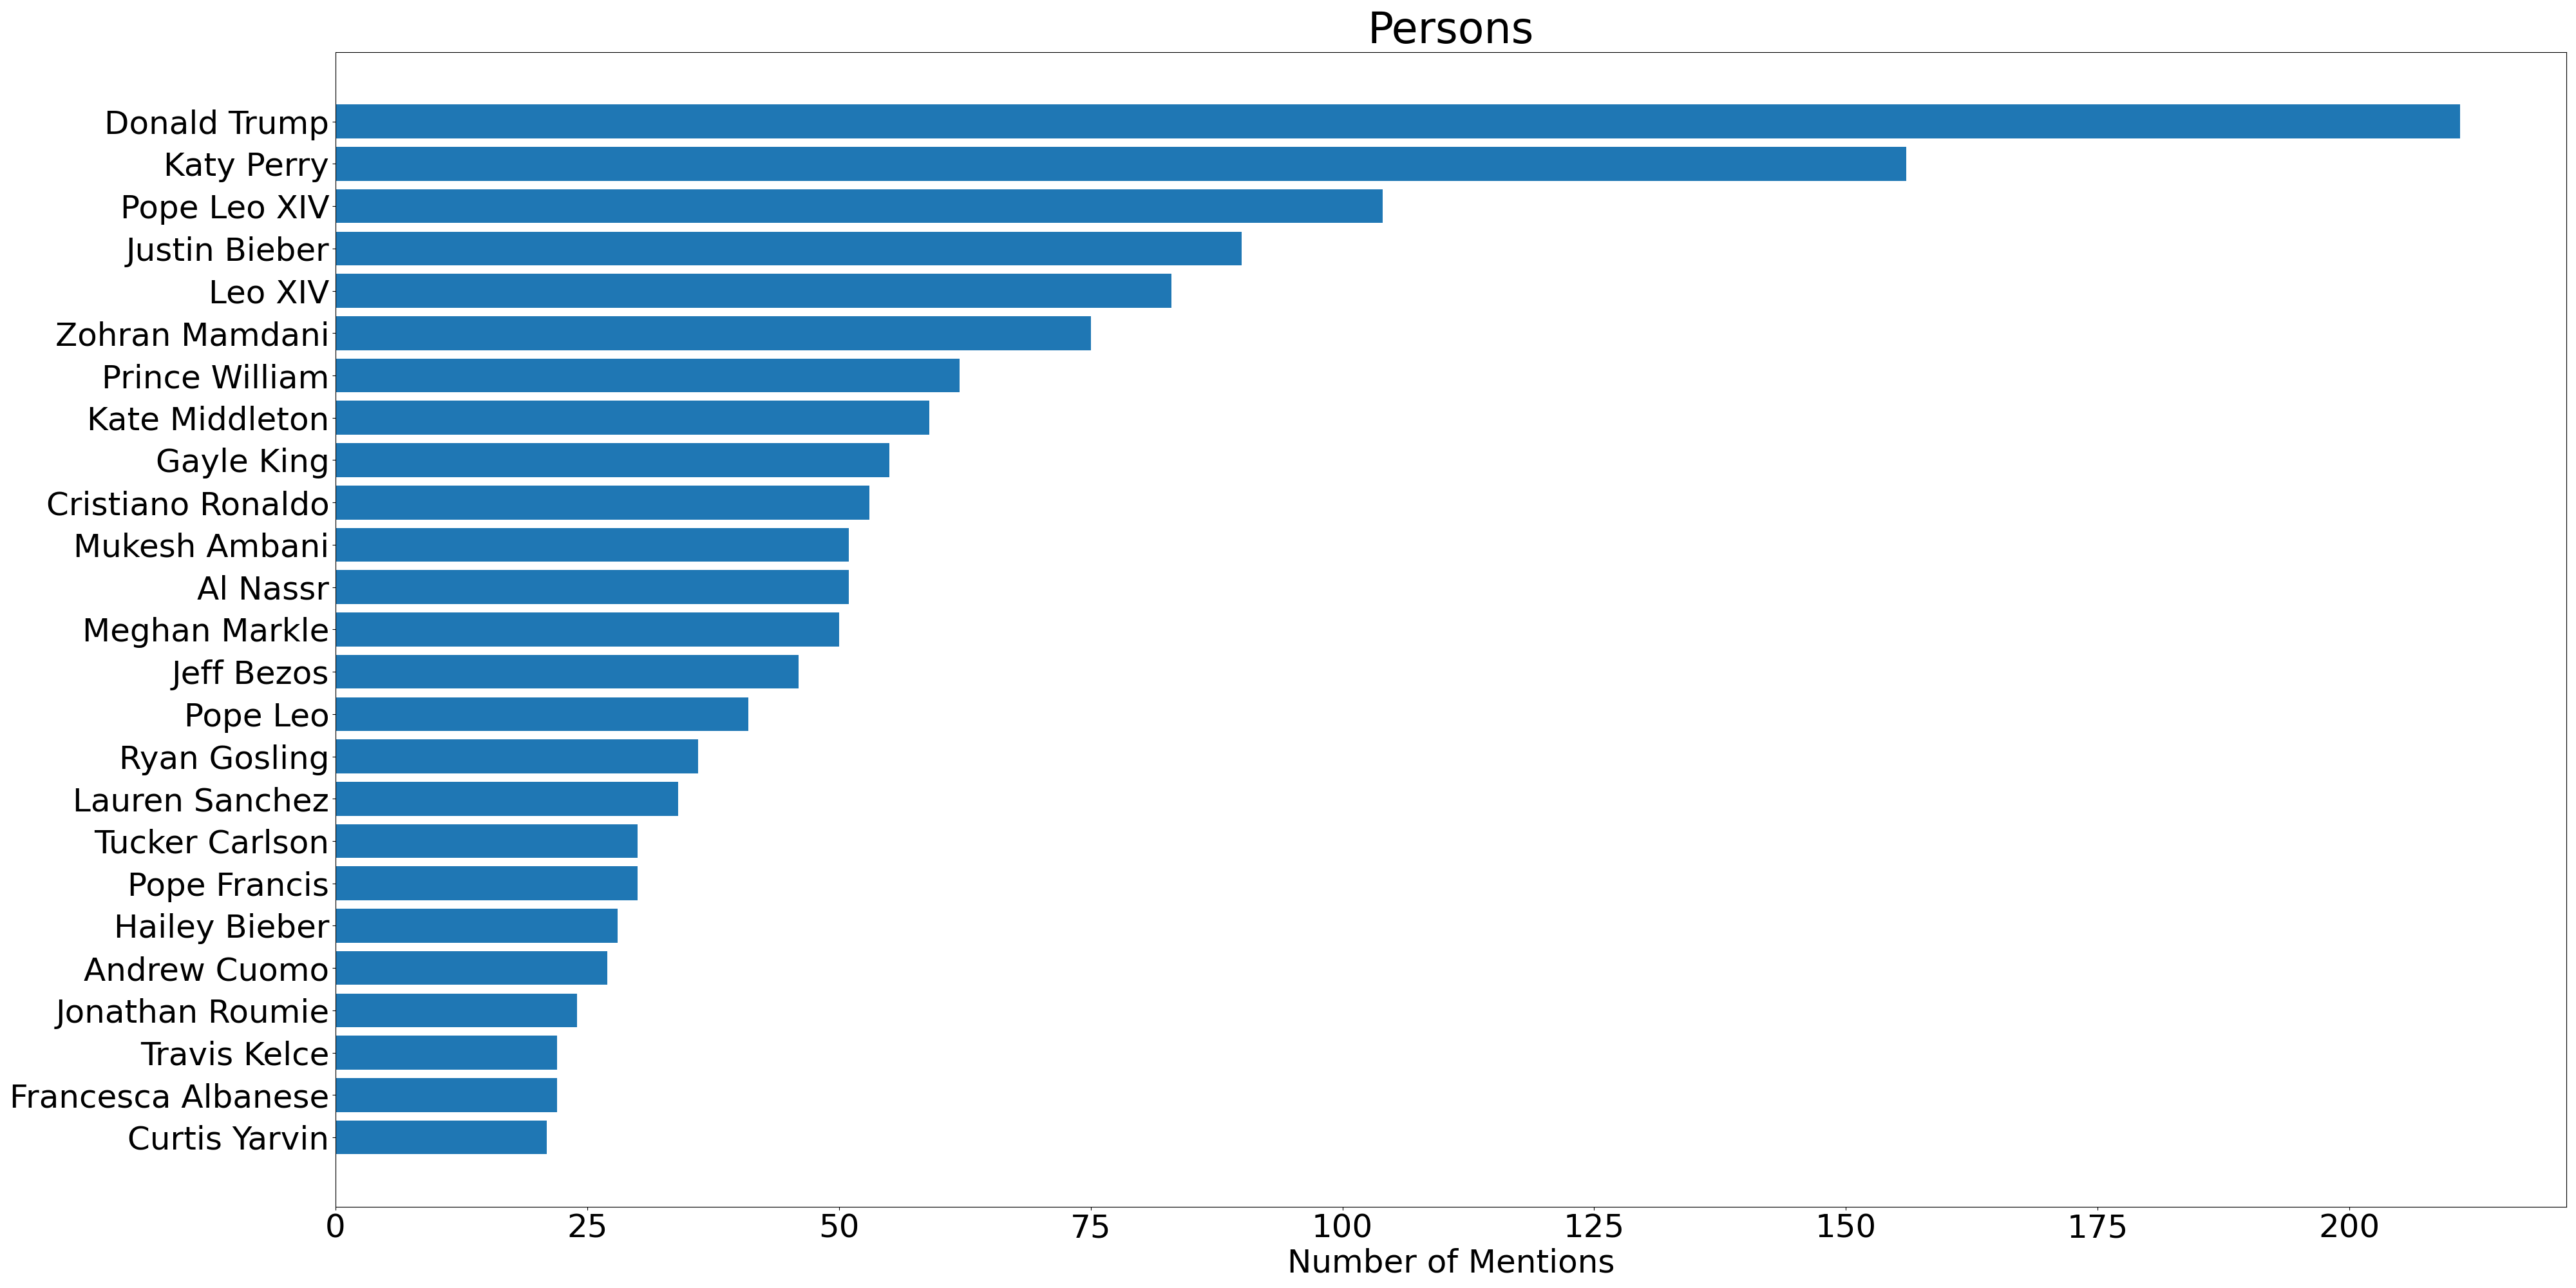 Persons
Donald Trump
Katy Perry
Pope Leo XIV
Justin Bieber
Leo XIV
Zohran Mamdani
Prince William
Kate Middleton
Gayle King
Cristiano Ronaldo
Mukesh Ambani
Al Nassr
Meghan Markle
Jeff Bezos
Pope Leo
Ryan Gosling
Lauren Sanchez
Tucker Carlson
Pope Francis
Hailey Bieber
Andrew Cuomo
Jonathan Roumie
Travis Kelce
Francesca Albanese
Curtis Yarvin
0 25 50 75 100 125 150 175 200
Number of Mentions